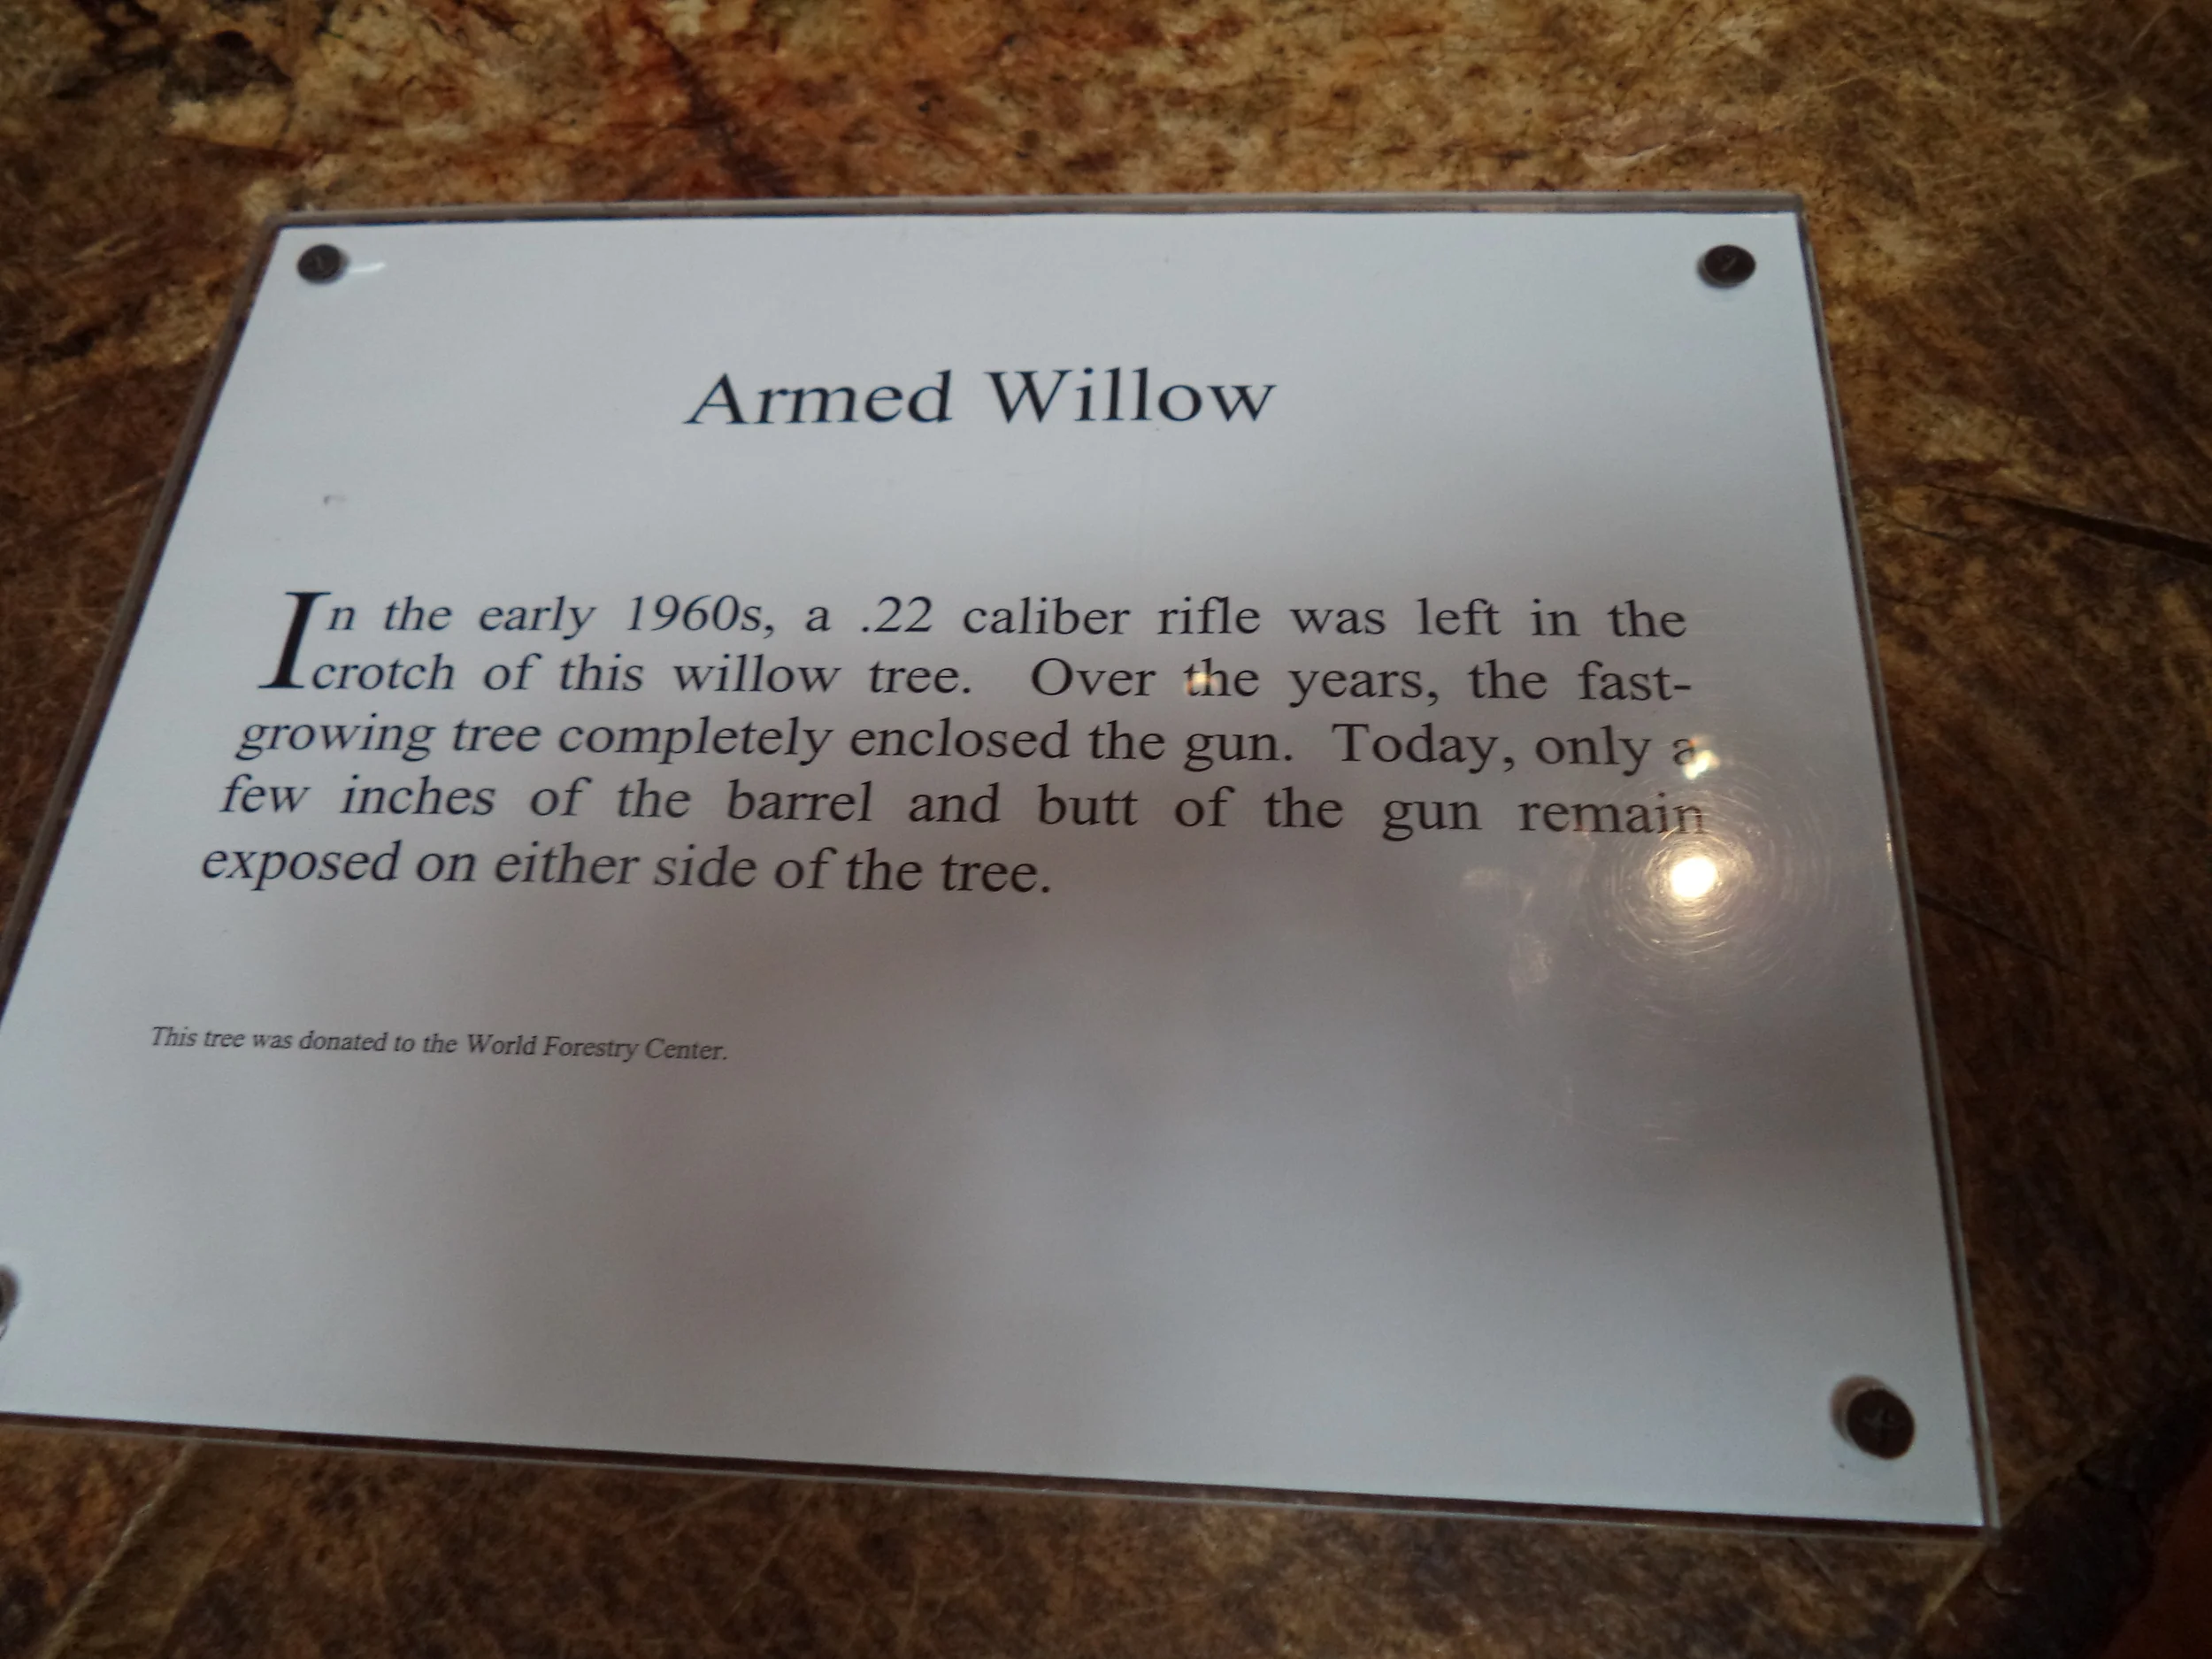 Armed Willow
In the early 1960s, a .22 caliber rifle was left in the
crotch of this willow tree. Over the years, the fast-
growing tree completely enclosed the gun. Today, only a
few inches of the barrel and butt of the gun remain
exposed on either side of the tree.
This tree was donated to the World Forestry Center.